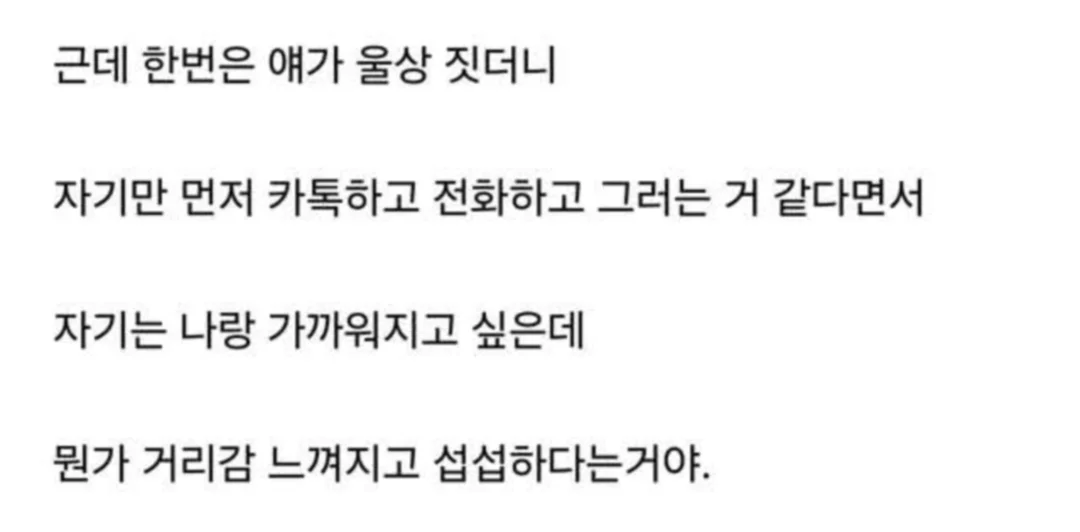 근데 한번은 얘가 울상 짓더니
자기만 먼저 카톡하고 전화하고 그러는 거 같다면서
자기는 나랑 가까워지고 싶은데
뭔가 거리감 느껴지고 섭섭하다는거야.